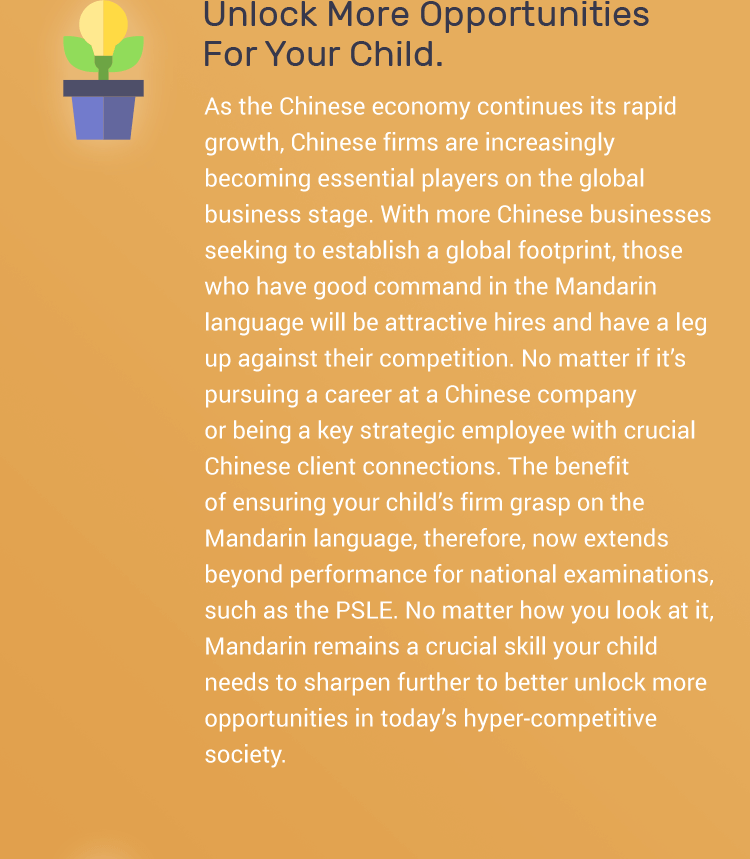 Unlock More Opportunities
For Your Child.
As the Chinese economy continues its rapid
growth, Chinese firms are increasingly
becoming essential players on the global
business stage. With more Chinese businesses
seeking to establish a global footprint, those
who have good command in the Mandarin
language will be attractive hires and have a leg
up against their competition. No matter if it’s
pursuing a career at a Chinese company
or being a key strategic employee with crucial
Chinese client connections. The benefit
of ensuring your child’s firm grasp on the
Mandarin language, therefore, now extends
beyond performance for national examinations,
such as the PSLE. No matter how you look at it,
Mandarin remains a crucial skill your child
needs to sharpen further to better unlock more
opportunities in today’s hyper-competitive
society.